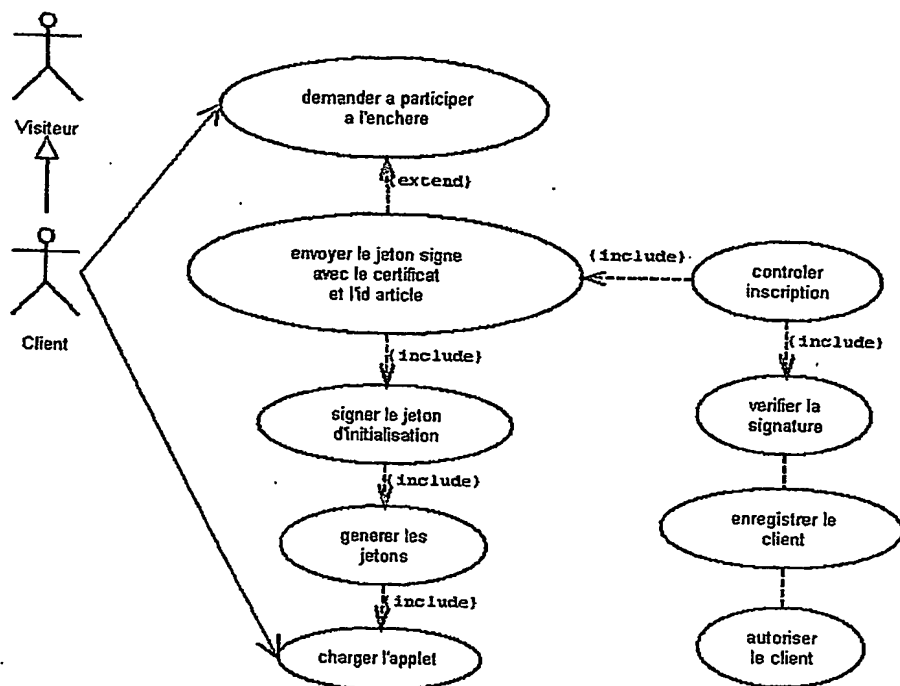 demander a participer
a l'enchere
Visiteur
{extend}
envoyer le jeton signe
avec le certificat
et l'id article
{include}
controler
inscription
Client
{include}
{include}
signer le jeton
d'initialisation
verifier la
signature
{include}
generer les
jetons
enregistrer le
client
{include}
charger l'applet
autoriser
le client